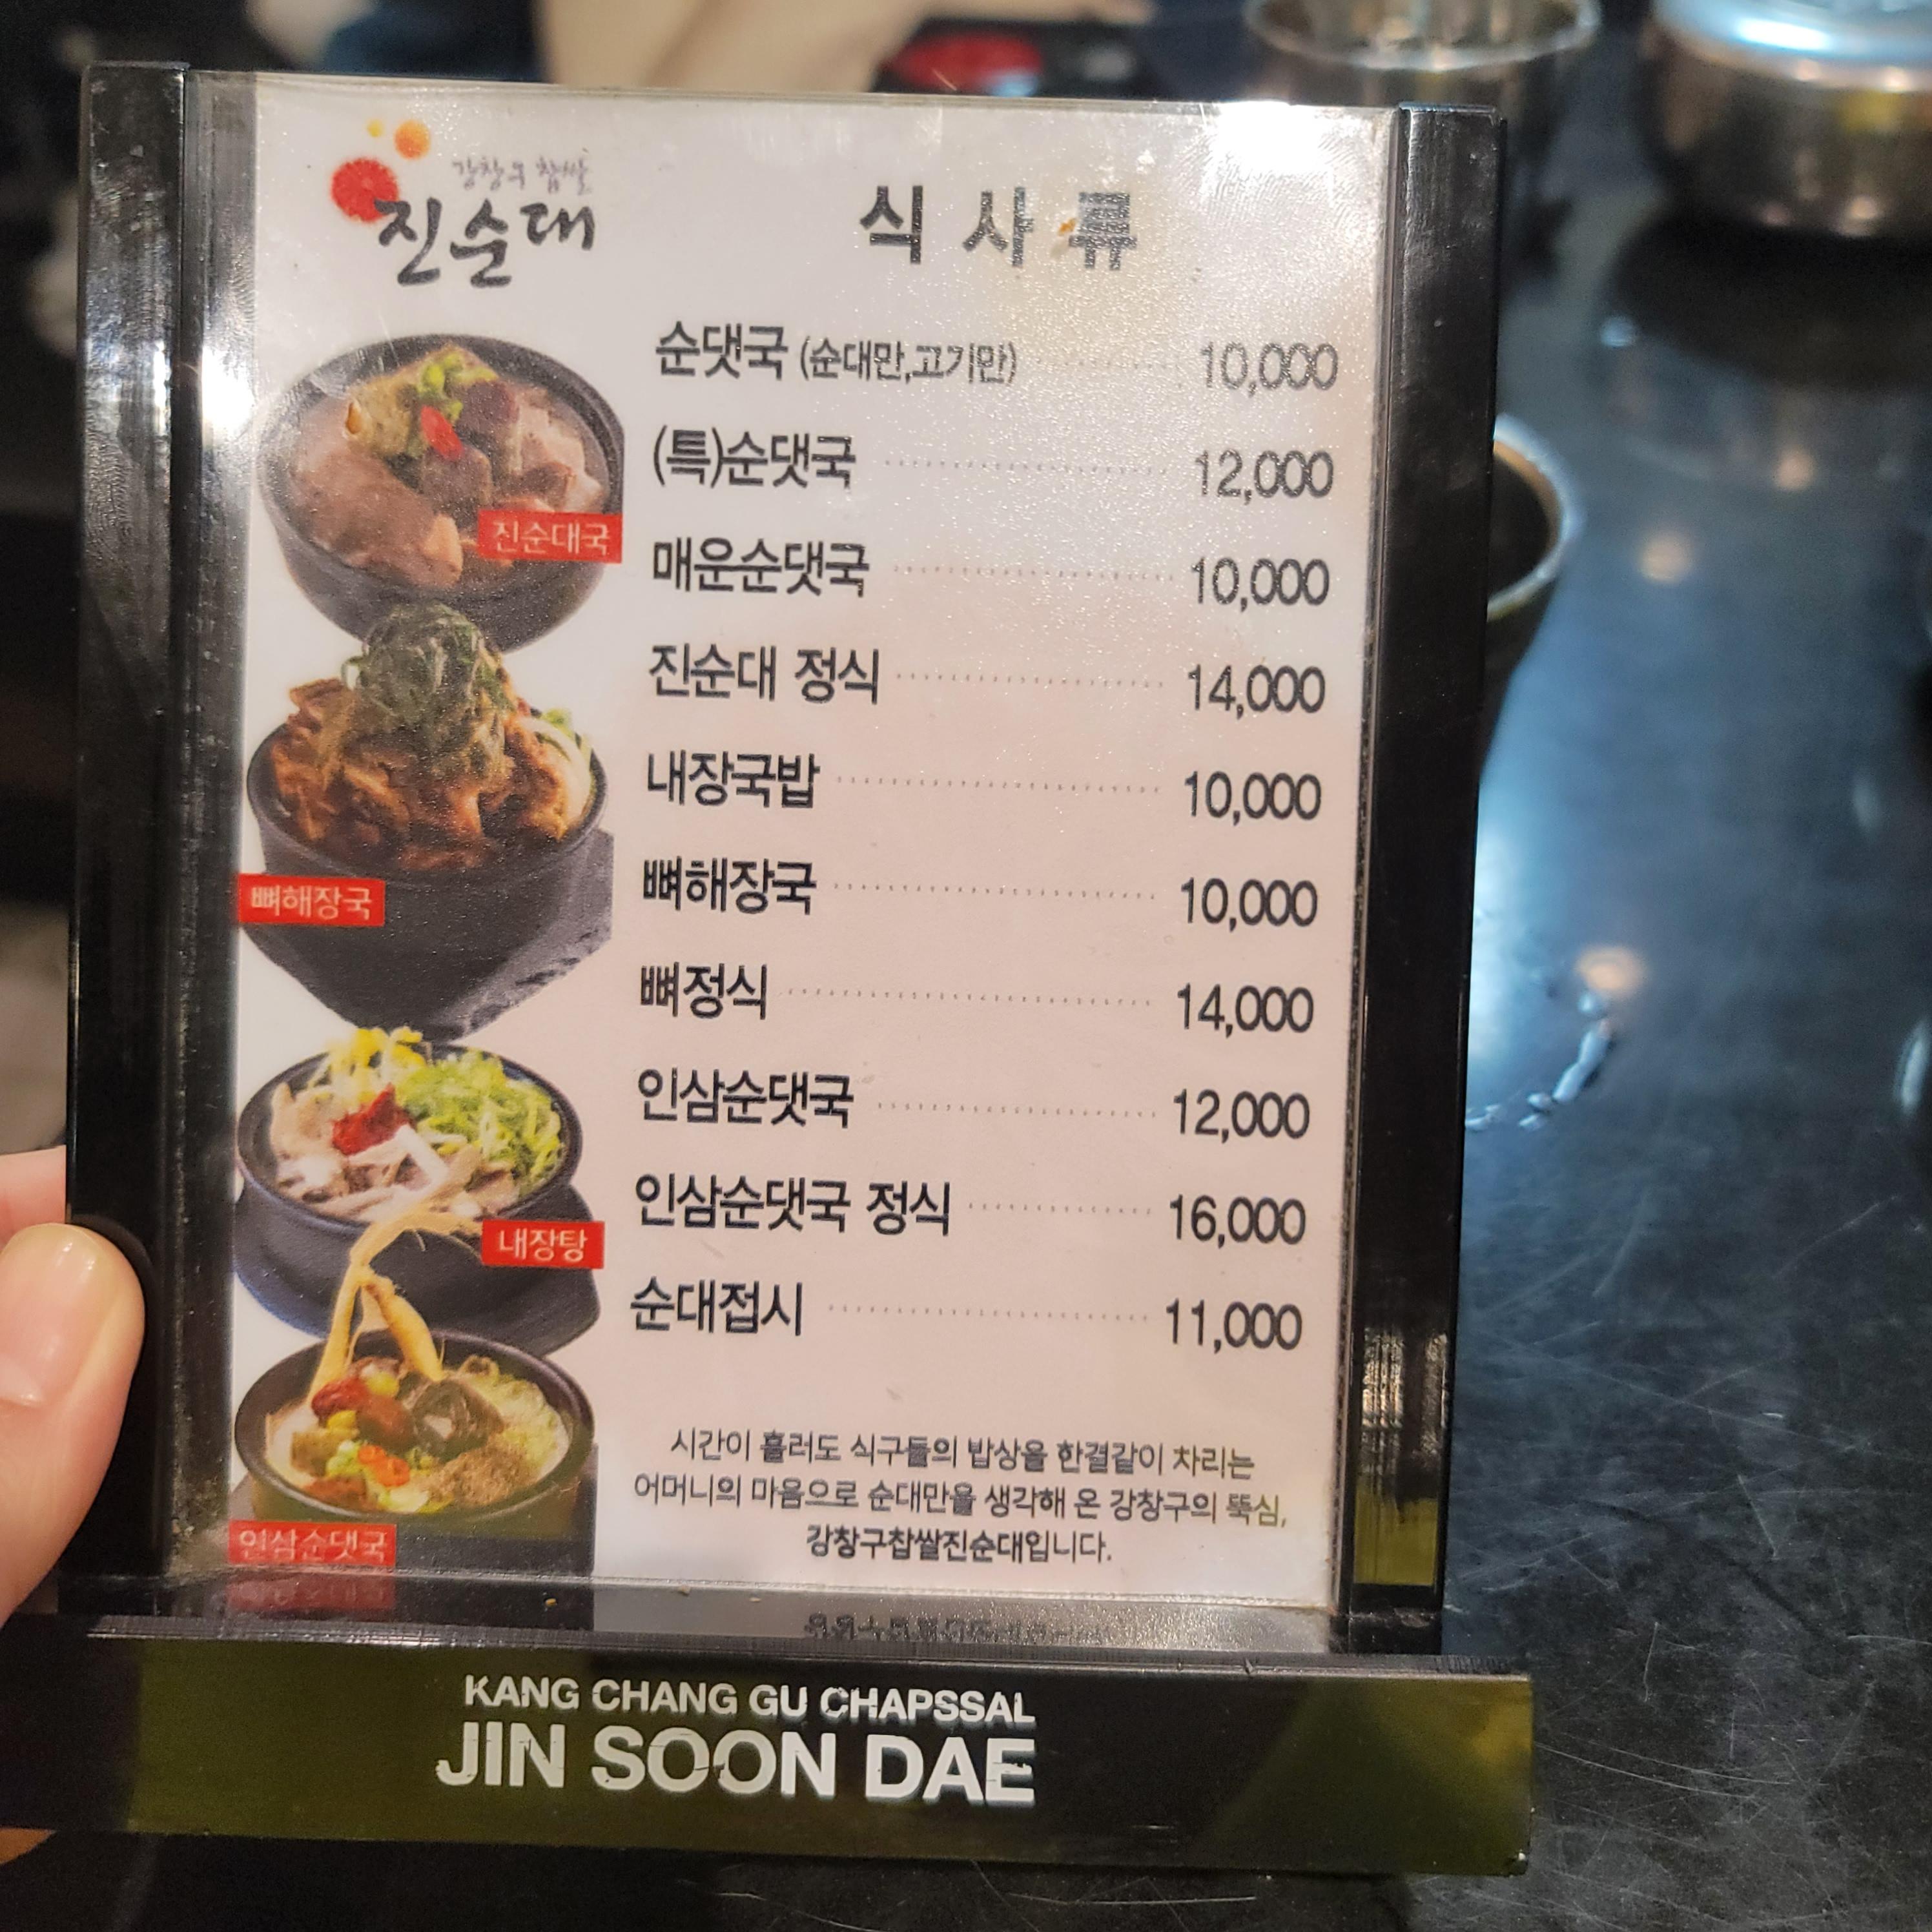 강창구 찹쌀
진순대
식사류
순댓국 (순대만,고기만) 10,000
(특)순댓국 12,000
매운순댓국 10,000
진순대 정식 14,000
내장국밥 10,000
뼈해장국 10,000
뼈정식 14,000
인삼순댓국 12,000
인삼순댓국 정식 16,000
순대접시 11,000
진순대국
뼈해장국
내장탕
인삼순댓국
시간이 흘러도 식구들의 밥상을 한결같이 차리는
어머니의 마음으로 순대만을 생각해 온 강창구의 뚝심,
강창구찹쌀진순대입니다.
KANG CHANG GU CHAPSSAL
JIN SOON DAE